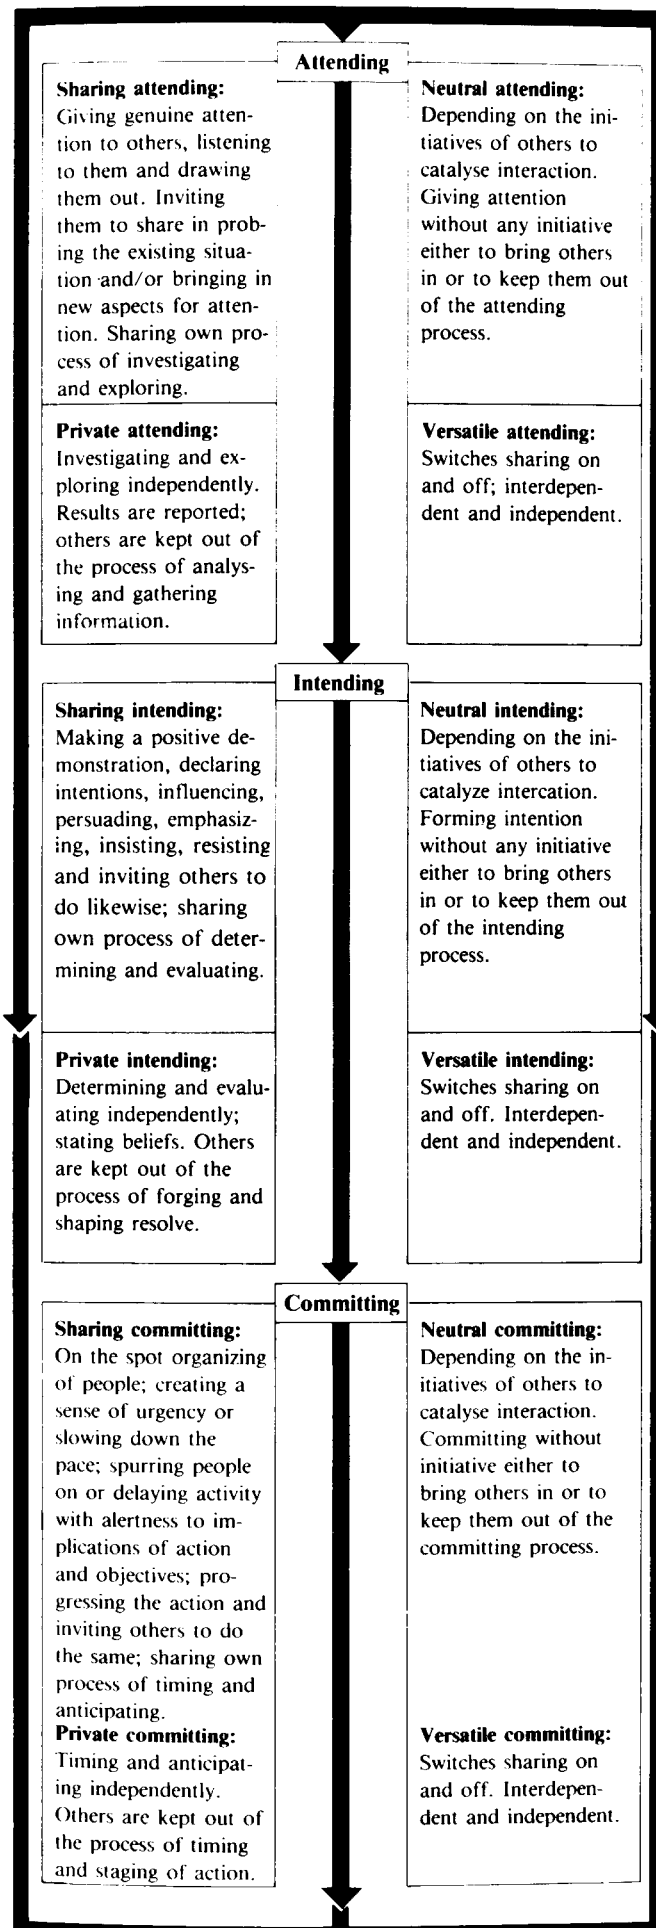 Attending
Sharing attending:
Giving genuine atten-
tion to others, listening
to them and drawing
them out. Inviting
them to share in prob-
ing the existing situa-
tion and/or bringing in
new aspects for atten-
tion. Sharing own pro-
cess of investigating
and exploring.
Neutral attending:
Depending on the ini-
tiatives of others to
catalyse interaction.
Giving attention
without any initiative
either to bring others
in or to keep them out
of the attending
process.
Private attending:
Investigating and ex-
ploring independently.
Results are reported;
others are kept out of
the process of analys-
ing and gathering
information.
Versatile attending:
Switches sharing on
and off; interdepen-
dent and independent.
Intending
Sharing intending:
Making a positive de-
monstration, declaring
intentions, influencing,
persuading, emphasiz-
ing, insisting, resisting
and inviting others to
do likewise; sharing
own process of deter-
mining and evaluating.
Neutral intending:
Depending on the ini-
tiatives of others to
catalyze intercation.
Forming intention
without any initiative
either to bring others
in or to keep them out
of the intending
process.
Private intending:
Determining and evalu-
ating independently;
stating beliefs. Others
are kept out of the
process of forging and
shaping resolve.
Versatile intending:
Switches sharing on
and off. Interdepen-
dent and independent.
Committing
Sharing committing:
On the spot organizing
of people; creating a
sense of urgency or
slowing down the
pace; spurring people
on or delaying activity
with alertness to im-
plications of action
and objectives; pro-
gressing the action and
inviting others to do
the same; sharing own
process of timing and
anticipating.
Neutral committing:
Depending on the in-
itiatives of others to
catalyse interaction.
Committing without
initiative either to
bring others in or to
keep them out of the
committing process.
Private committing:
Timing and anticipat-
ing independently.
Others are kept out of
the process of timing
and staging of action.
Versatile committing:
Switches sharing on
and off. Interdepen-
dent and independent.